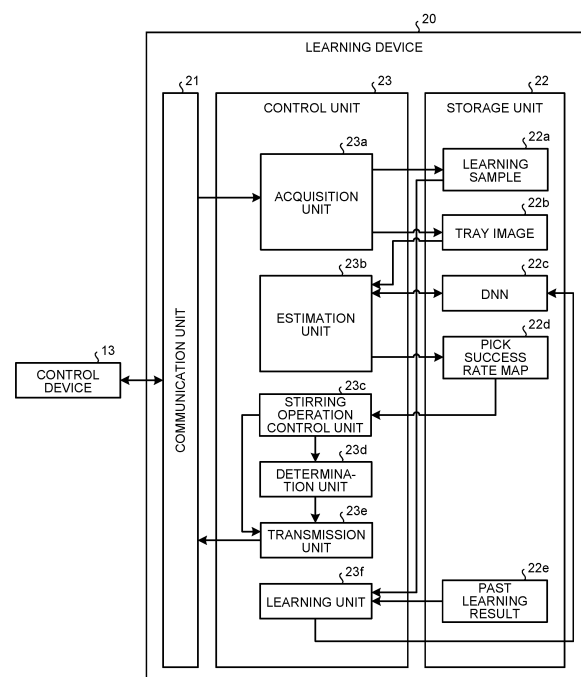 20
LEARNING DEVICE
21
COMMUNICATION UNIT
23
CONTROL UNIT
22
STORAGE UNIT
23a
ACQUISITION
UNIT
22a
LEARNING
SAMPLE
22b
TRAY IMAGE
23b
ESTIMATION
UNIT
22c
DNN
22d
PICK
SUCCESS
RATE MAP
13
CONTROL
DEVICE
23c
STIRRING
OPERATION
CONTROL UNIT
23d
DETERMINA-
TION UNIT
23e
TRANSMISSION
UNIT
23f
LEARNING UNIT
22e
PAST
LEARNING
RESULT